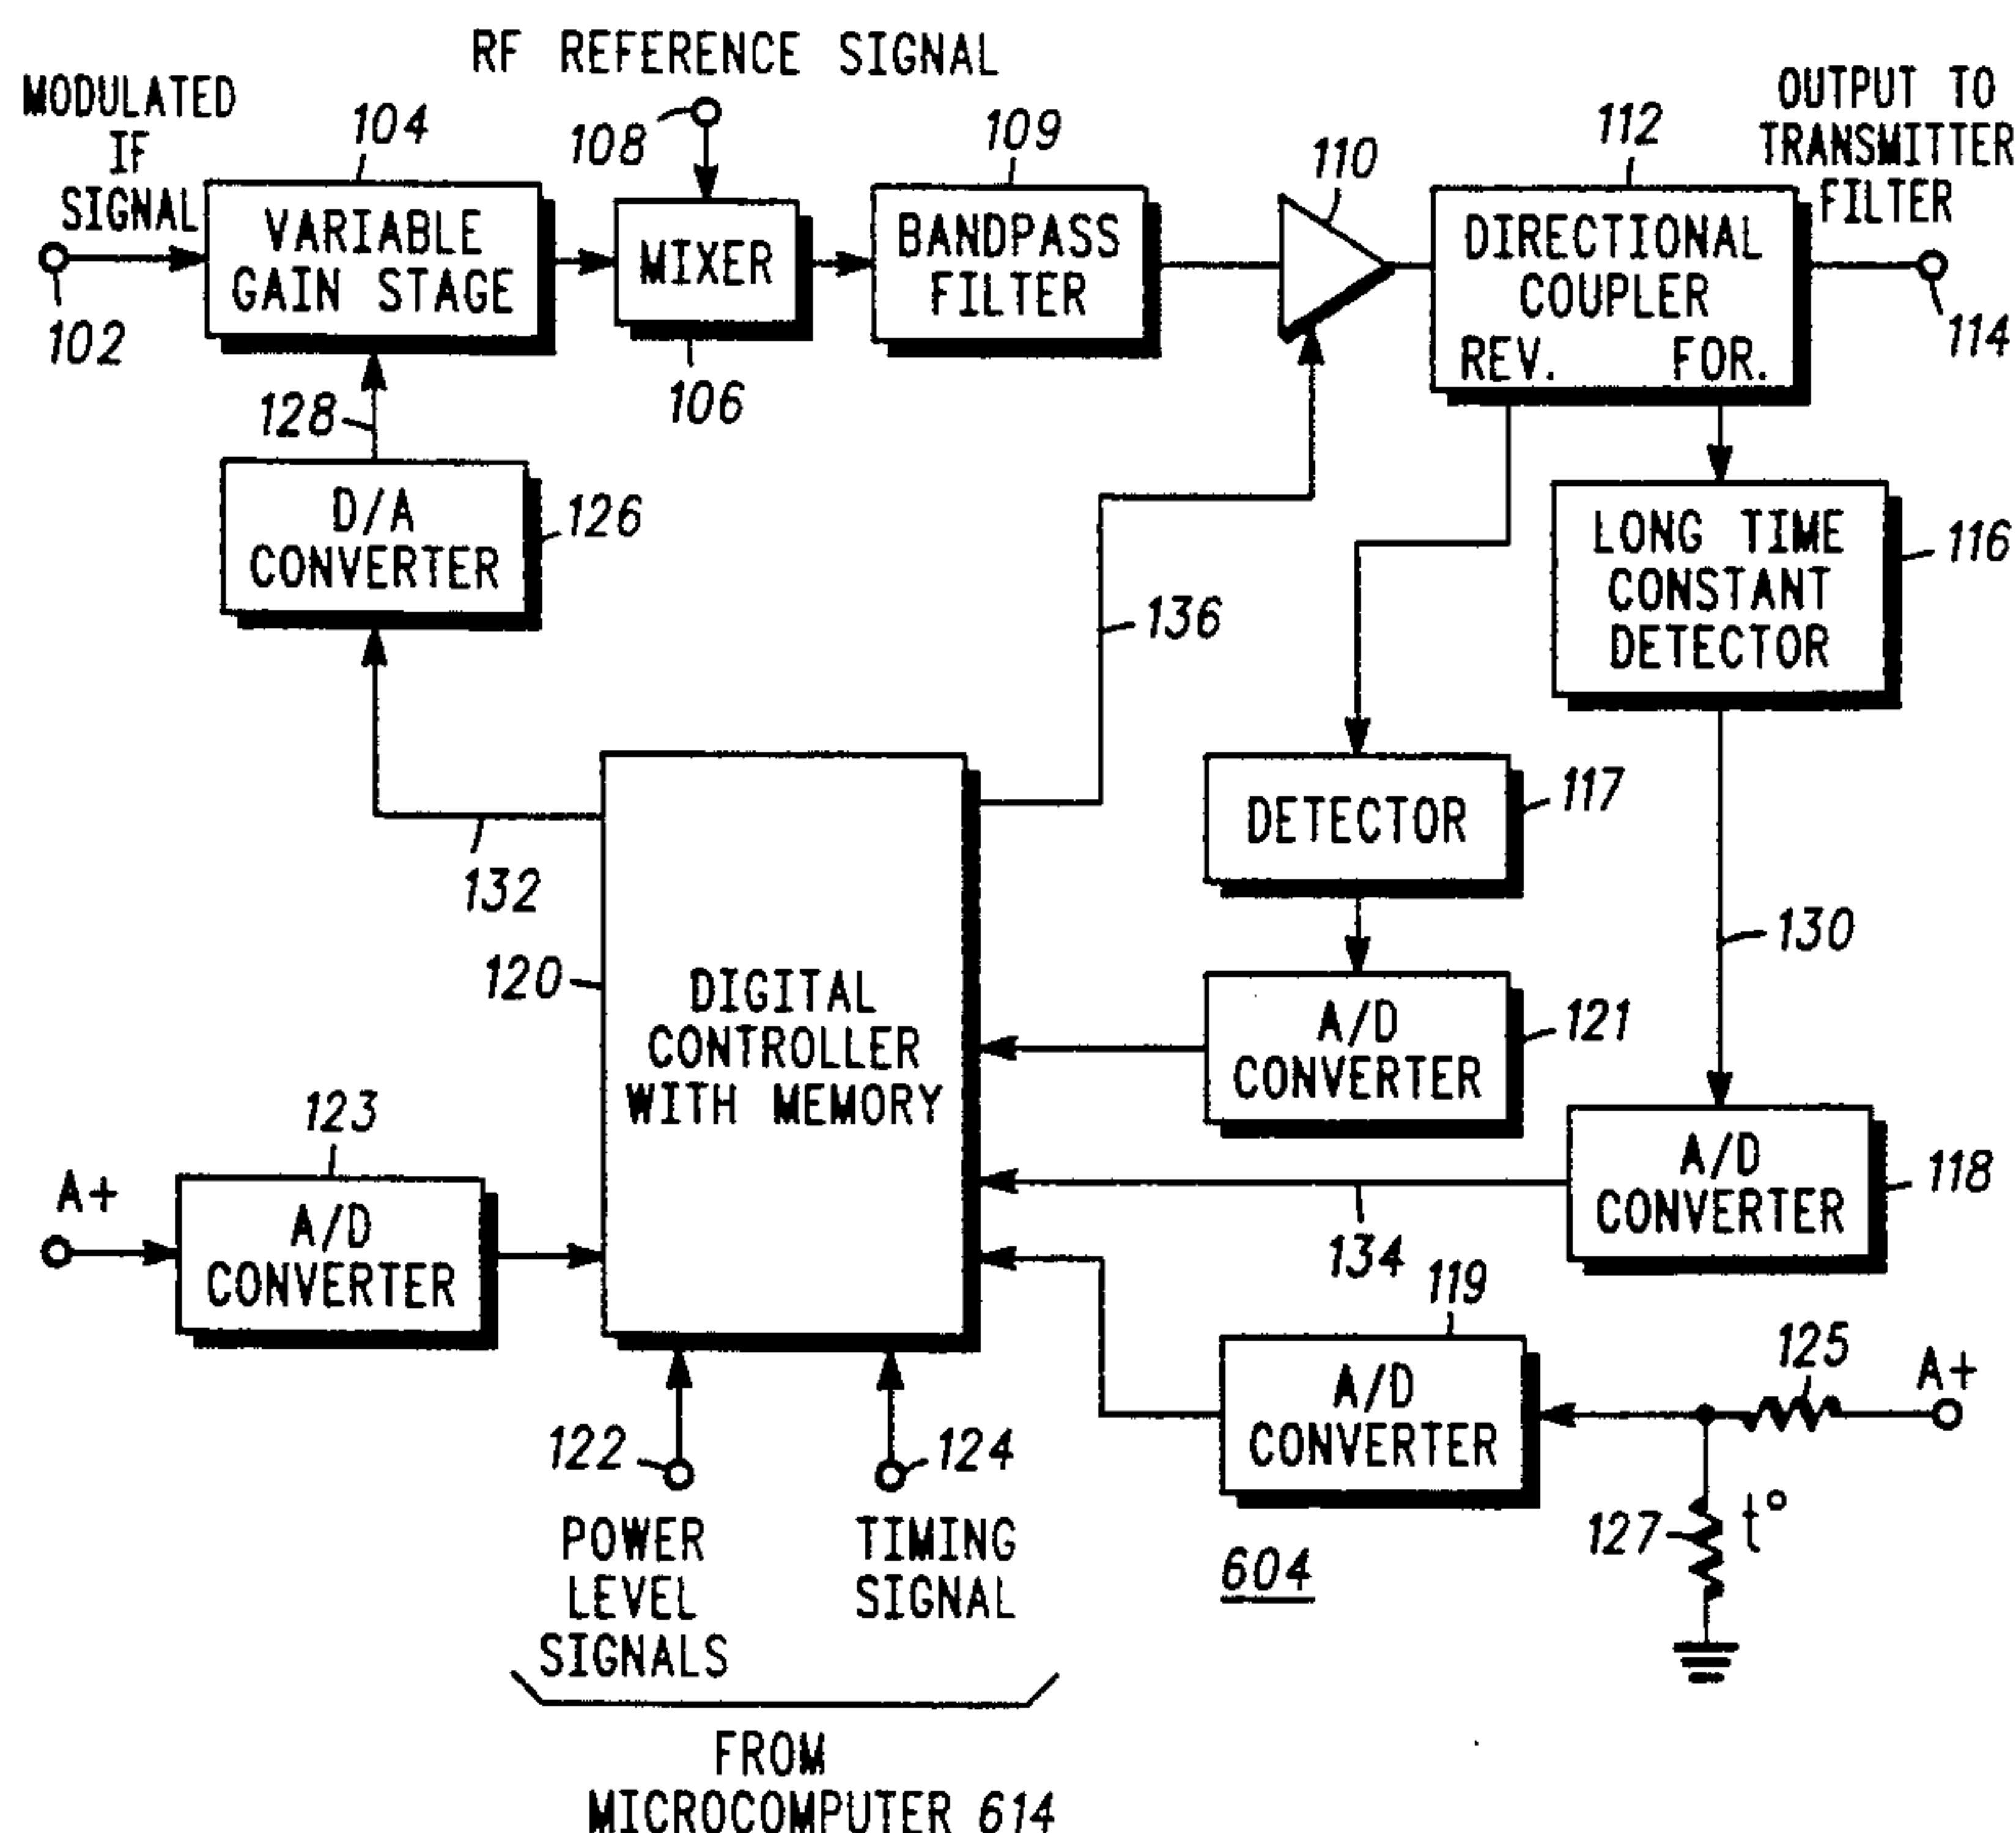 RF REFERENCE SIGNAL
108
MODULATED
IF
SIGNAL
102
104
VARIABLE
GAIN STAGE
MIXER
106
109
BANDPASS
FILTER
110
112
DIRECTIONAL
COUPLER
REV. FOR.
OUTPUT TO
TRANSMITTER
FILTER
114
128
D/A
CONVERTER
126
132
136
LONG TIME
CONSTANT
DETECTOR
116
DETECTOR
117
130
120
DIGITAL
CONTROLLER
WITH MEMORY
A/D
CONVERTER
121
A/D
CONVERTER
118
134
123
A+
A/D
CONVERTER
119
A/D
CONVERTER
125
A+
127
t°
122
124
POWER
LEVEL
SIGNALS
TIMING
SIGNAL
604
FROM
MICROCOMPUTER 614